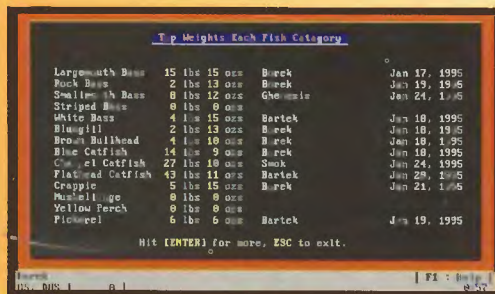 Top Weights Each Fish Catagory
Largemouth Bass 15 lbs 15 ozs Borek Jan 17, 1995
Rock Bass 2 lbs 13 ozs Borek Jan 19, 1995
Smallmouth Bass 8 lbs 12 ozs Jan 24, 1995
Striped Bass 0 lbs 0 ozs
White Bass 4 lbs 15 ozs Bartek Jan 18, 1995
Bluegill 2 lbs 13 ozs Borek Jan 18, 1995
Brown Bullhead 4 lbs 10 ozs Borek Jan 18, 1995
Blue Catfish 14 lbs 9 ozs Borek Jan 18, 1995
Channel Catfish 27 lbs 10 ozs Smok Jan 24, 1995
Flathead Catfish 43 lbs 11 ozs Bartek Jan 1995
Crappie 5 lbs 15 ozs Borek Jan 21, 1995
Muskellunge 0 lbs 0 ozs
Yellow Perch 0 lbs 0 ozs
Pickerel 6 lbs 6 ozs Bartek Jan 19, 1995
Hit [ENTER] for more, ESC to exit.
F1 : help